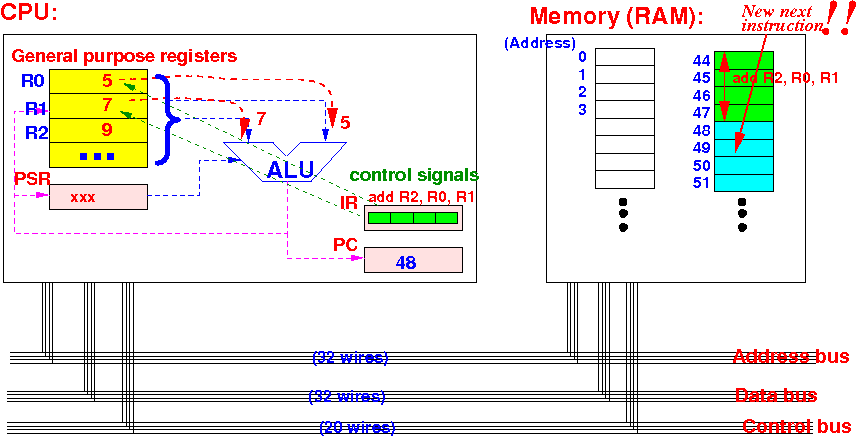 CPU:
General purpose registers
R0
5
R1
7
R2
9
7
5
ALU
PSR
xxx
control signals
IR
add R2, R0, R1
PC
48
Memory (RAM):
New next
instruction
!!
(Address)
0
1
2
3
44
45
add R2, R0, R1
46
47
48
49
50
51
(32 wires)
Address bus
(32 wires)
Data bus
(20 wires)
Control bus